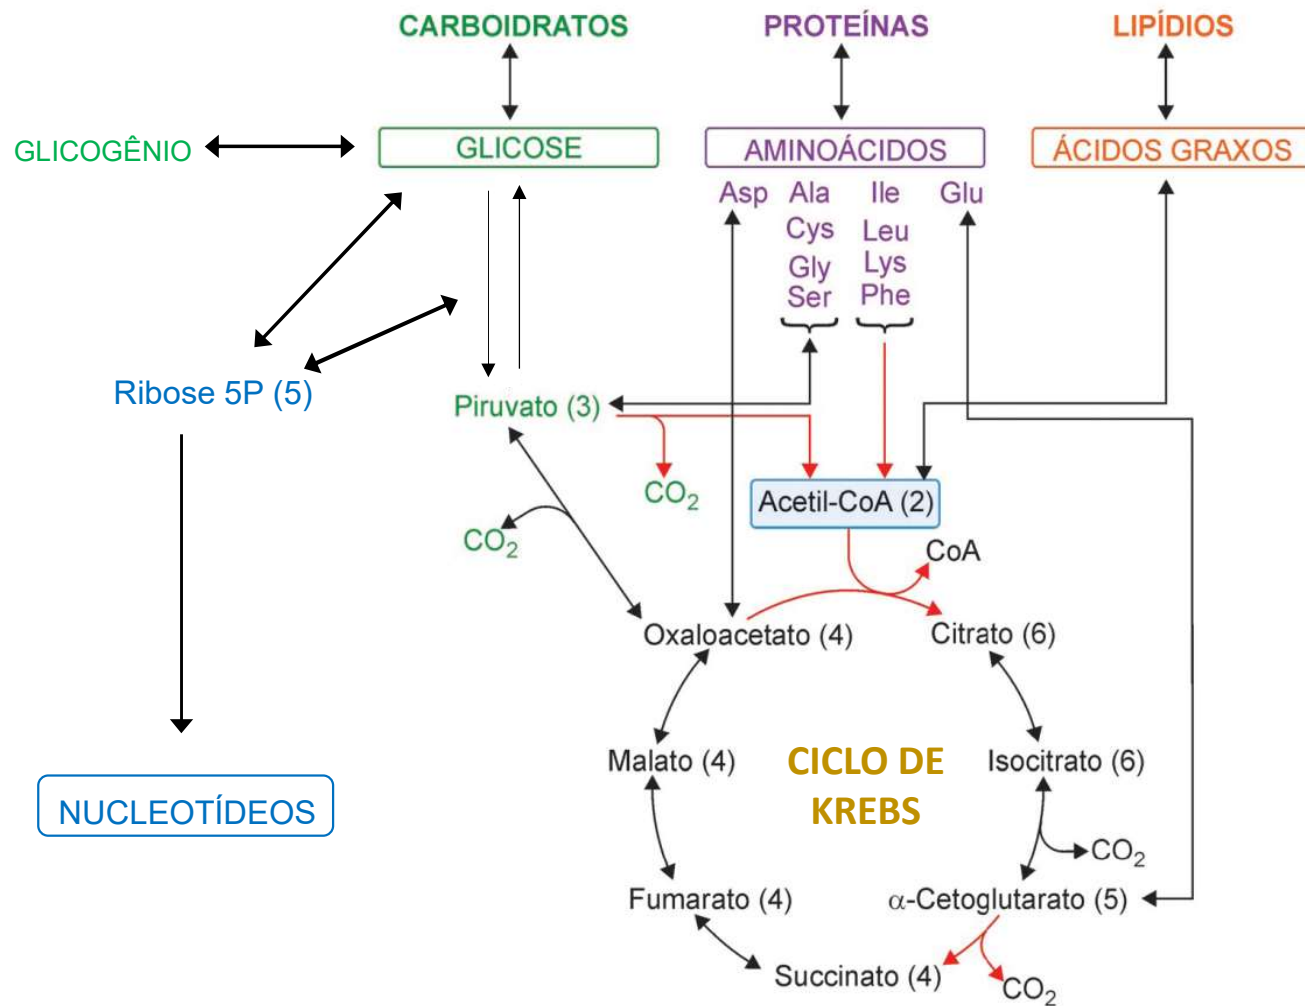 CARBOIDRATOS
PROTEÍNAS
LIPÍDIOS
GLICOGÊNIO
GLICOSE
AMINOÁCIDOS
ÁCIDOS GRAXOS
Asp
Ala
Ile
Glu
Cys
Leu
Gly
Lys
Ser
Phe
Ribose 5P (5)
Piruvato (3)
CO₂
Acetil-CoA (2)
CO₂
CoA
Oxaloacetato (4)
Citrato (6)
Malato (4)
CICLO DE
KREBS
Isocitrato (6)
NUCLEOTÍDEOS
CO₂
Fumarato (4)
α-Cetoglutarato (5)
Succinato (4)
CO₂